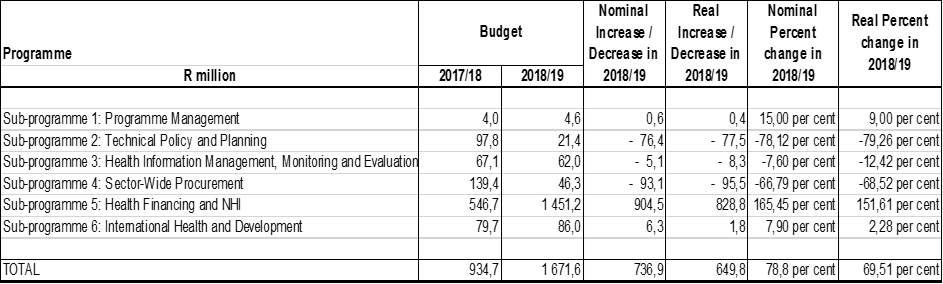 Programme Budget Nominal Increase / Decrease in 2018/19 Real Increase / Decrease in 2018/19 Nominal Percent change in 2018/19 Real Percent change in 2018/19
R million 2017/18 2018/19
Sub-programme 1: Programme Management 4,0 4,6 0,6 0,4 15,00 per cent 9,00 per cent
Sub-programme 2: Technical Policy and Planning 97,8 21,4 - 76,4 - 77,5 -78,12 per cent -79,26 per cent
Sub-programme 3: Health Information Management, Monitoring and Evaluation 67,1 62,0 - 5,1 - 8,3 -7,60 per cent -12,42 per cent
Sub-programme 4: Sector-Wide Procurement 139,4 46,3 - 93,1 - 95,5 -66,79 per cent -68,52 per cent
Sub-programme 5: Health Financing and NHI 546,7 1 451,2 904,5 828,8 165,45 per cent 151,61 per cent
Sub-programme 6: International Health and Development 79,7 86,0 6,3 1,8 7,90 per cent 2,28 per cent
TOTAL 934,7 1 671,6 736,9 649,8 78,8 per cent 69,51 per cent